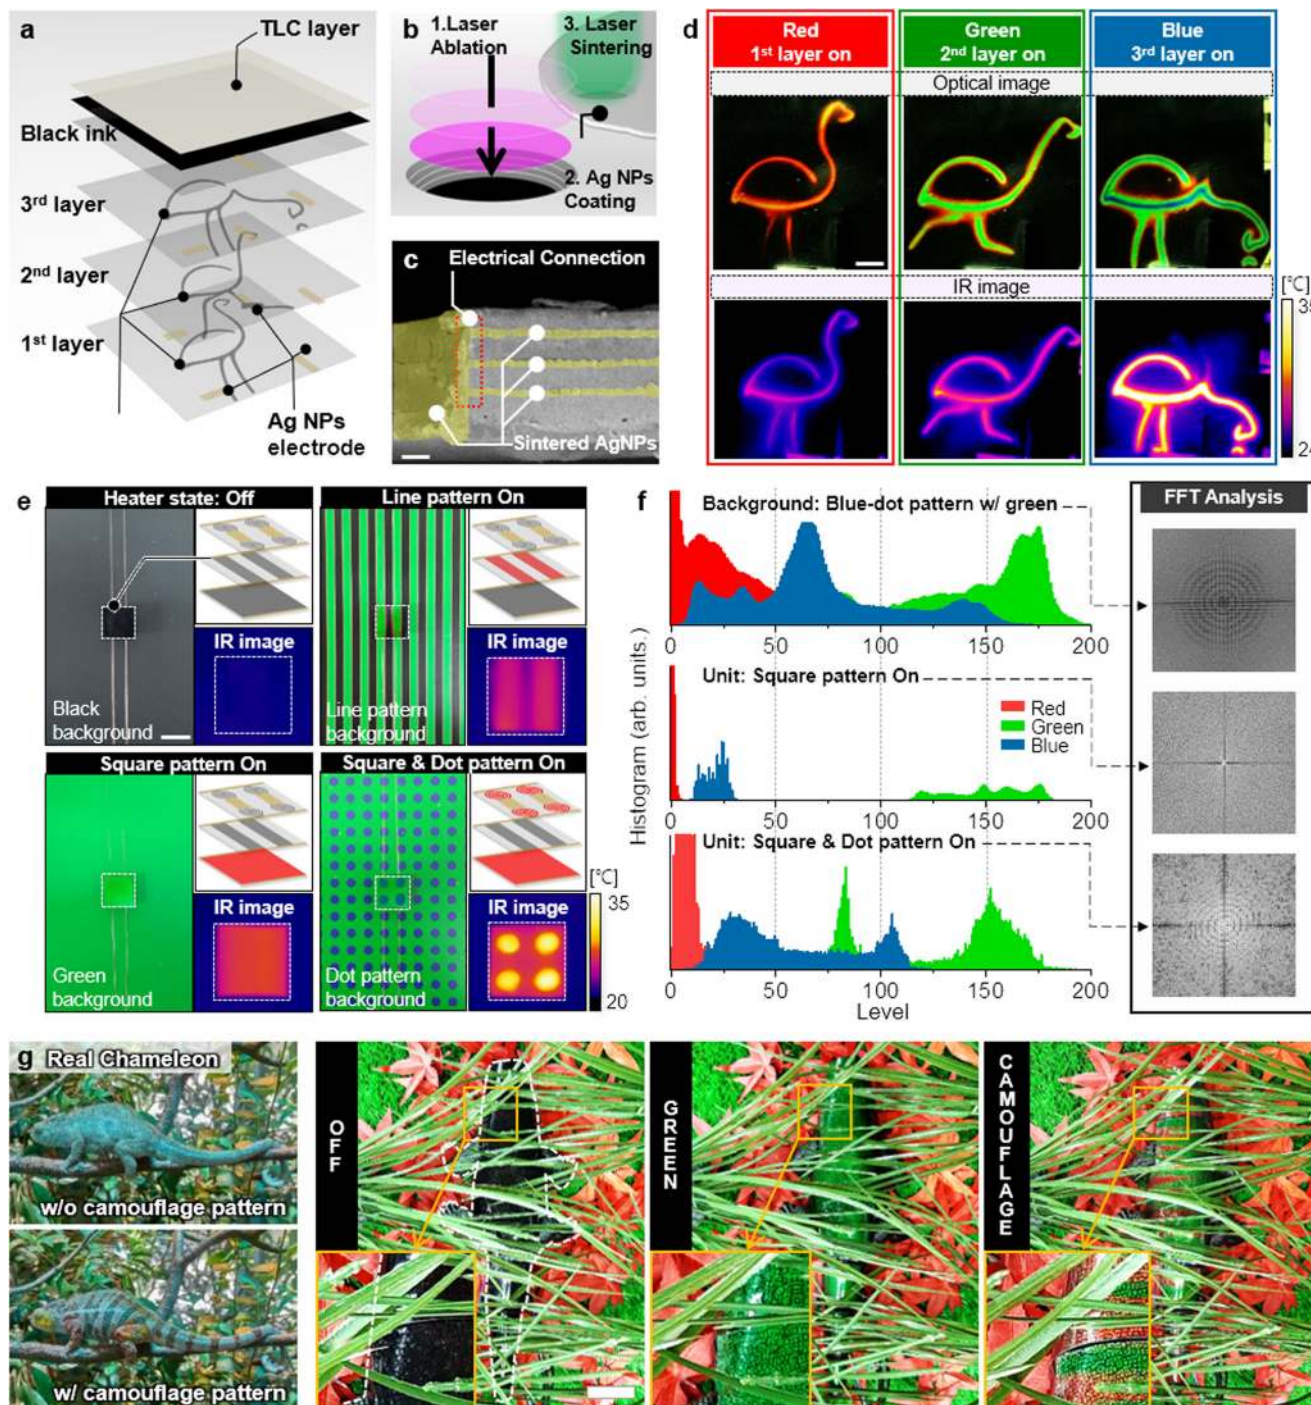 a
TLC layer
Black ink
3rd layer
2nd layer
1st layer
Ag NPs
electrode
b
1.Laser
Ablation
3. Laser
Sintering
2. Ag NPs
Coating
c
Electrical Connection
Sintered AgNPs
d
Red
1st layer on
Green
2nd layer on
Blue
3rd layer on
Optical image
IR image
[℃]
35
24
e
Heater state: Off
IR image
Black
background
Line pattern On
IR image
Line pattern
background
Square pattern On
IR image
Green
background
Square & Dot pattern On
IR image
Dot pattern
background
[℃]
35
20
f
Background: Blue-dot pattern w/ green
0 50 100 150 200
Unit: Square pattern On
Red
Green
Blue
0 50 100 150 200
Unit: Square & Dot pattern On
0 50 100 150 200
Level
Histogram (arb. units.)
FFT Analysis
g
Real Chameleon
w/o camouflage pattern
w/ camouflage pattern
OFF
GREEN
CAMOUFLAGE